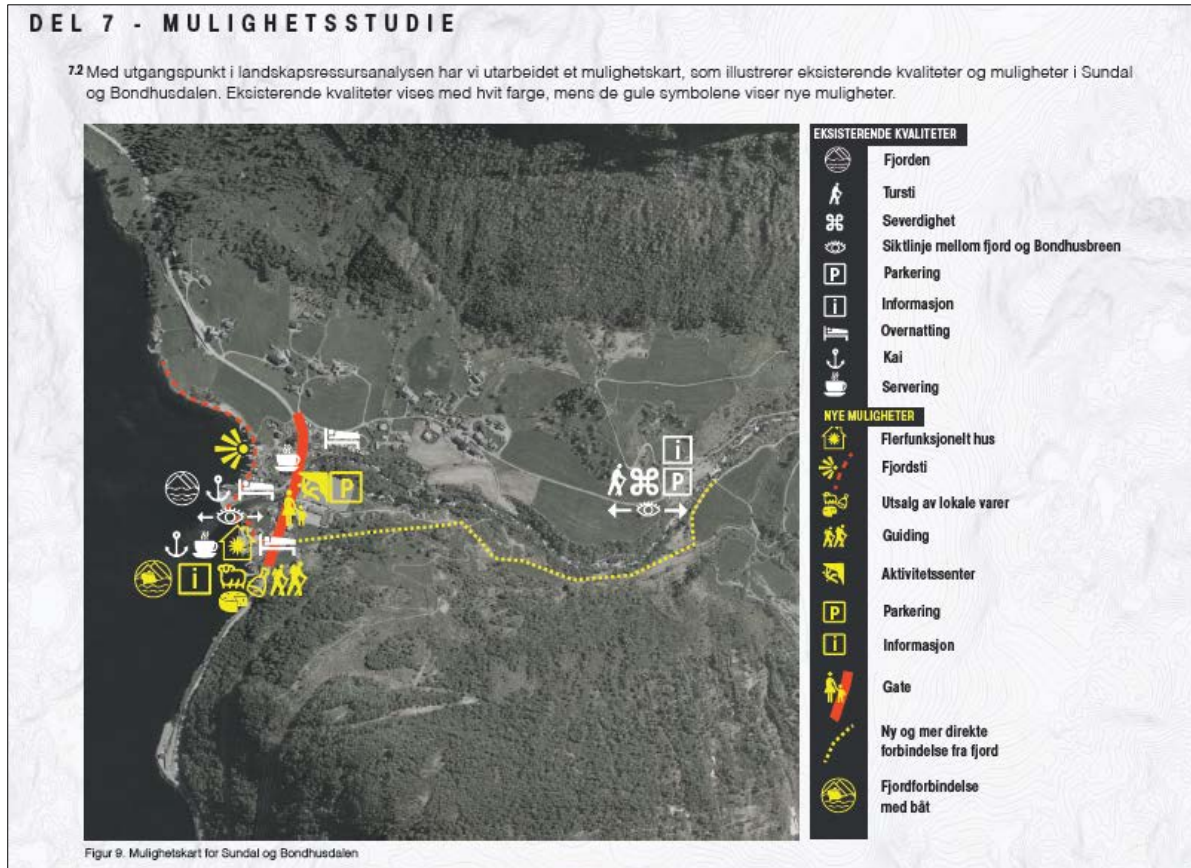 DEL 7 - MULIGHETSSTUDIE
7.2 Med utgangspunkt i landskapsressursanalysen har vi utarbeidet et mulighetskart, som illustrerer eksisterende kvaliteter og muligheter i Sundal
og Bondhusdalen. Eksisterende kvaliteter vises med hvit farge, mens de gule symbolene viser nye muligheter.
EKSISTERENDE KVALITETER
Fjorden
Tursti
Severdighet
Siktlinje mellom fjord og Bondhusbreen
P Parkering
i Informasjon
Overnatting
Kai
Servering
NYE MULIGHETER
Flerfunksjonelt hus
Fjordsti
Utsalg av lokale varer
Guiding
Aktivitetssenter
P Parkering
i Informasjon
Gate
Ny og mer direkte
forbindelse fra fjord
Fjordforbindelse
med båt
i
P
P
i
Figur 9. Mulighetskart for Sundal og Bondhusdalen